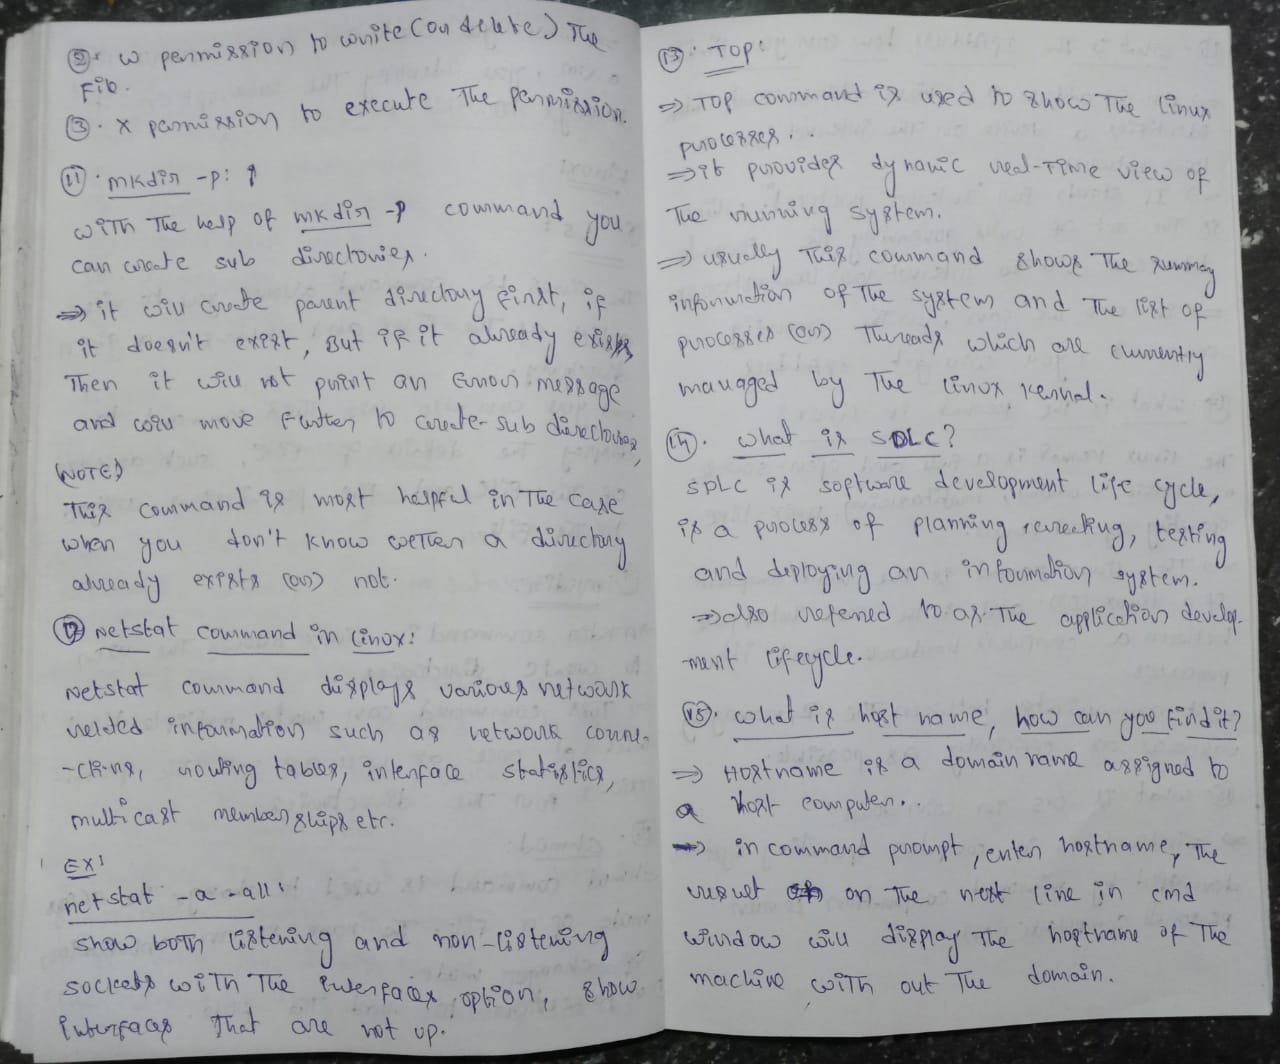 ②. w permission to write (or delete) The
File.
③. x permission to execute The permission.
⑪. mkdir -p:
with The help of mkdir -p command you
can create sub directories.
⇒ it will create parent directory first, if
it doesn't exist, But if it already exists,
Then it will not print an Error message
and will move Further to create sub directories,
NOTE)
This command is most helpful in The case
when you don't know wether a directory
already exists (or) not.
⑫ netstat command in Linux:
netstat command displays various network
related information such as network conne-
-ctions, routing tables, interface statistics,
multicast memberships etc.
EX:
netstat -a -all:
show both listening and non-listening
sockets with The interfaces option, show
interfaces That are not up.
⑬. TOP:
⇒ TOP command is used to show The Linux
processes.
⇒ it provides dynamic real-Time view of
The running system.
⇒ usually This command shows The summay
information of The system and The list of
processes (or) Threads which are currently
managed by The Linux Kernal.
⑭. what is SDLC?
SDLC is software development life cycle,
is a process of planning, creating, testing
and deploying an information system.
⇒ also refered to as The application develop-
ment lifecycle.
⑮. what is host name, how can you find it?
⇒ Hostname is a domain name assigned to
a host computer.
⇒ in command prompt, enter hostname, The
result on The next line in cmd
window will display The hostname of The
machine with out The domain.